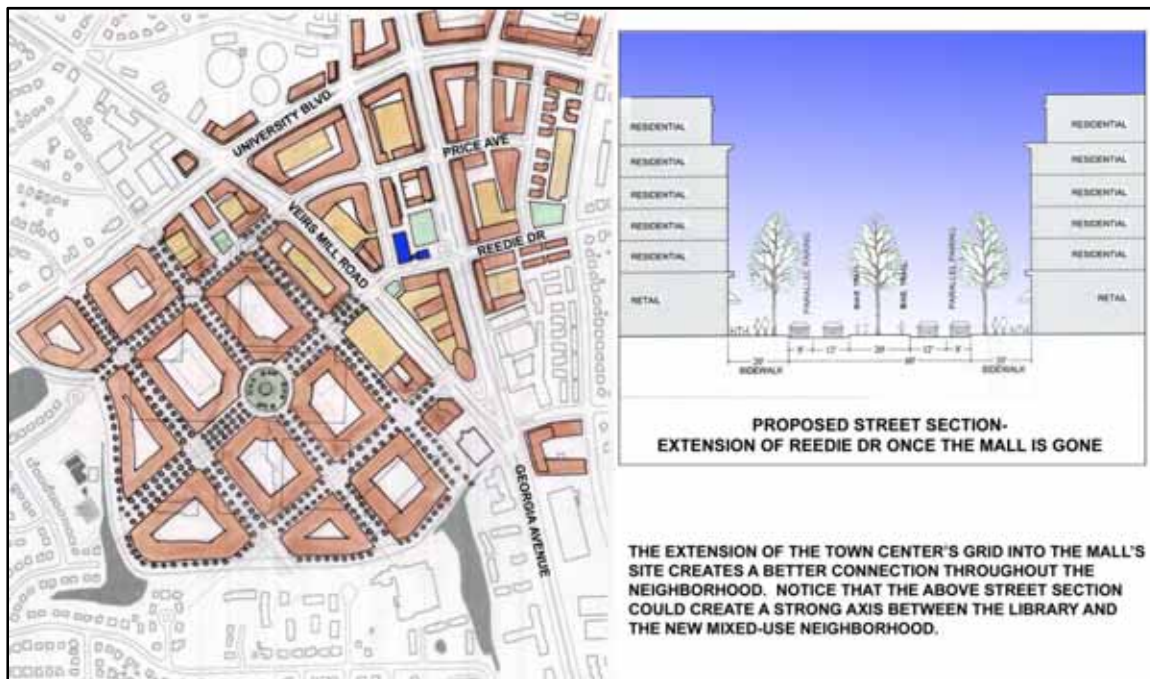 UNIVERSITY BLVD.
PRICE AVE
VEIRS MILL ROAD
REEDIE DR
GEORGIA AVENUE
RESIDENTIAL
RESIDENTIAL
RESIDENTIAL
RESIDENTIAL
RESIDENTIAL
RETAIL
RESIDENTIAL
RESIDENTIAL
RESIDENTIAL
RESIDENTIAL
RESIDENTIAL
RETAIL
PARALLEL PARKING
BIKE TRAIL
BIKE TRAIL
PARALLEL PARKING
SIDEWALK
SIDEWALK
PROPOSED STREET SECTION-
EXTENSION OF REEDIE DR ONCE THE MALL IS GONE
THE EXTENSION OF THE TOWN CENTER'S GRID INTO THE MALL'S
SITE CREATES A BETTER CONNECTION THROUGHOUT THE
NEIGHBORHOOD. NOTICE THAT THE ABOVE STREET SECTION
COULD CREATE A STRONG AXIS BETWEEN THE LIBRARY AND
THE NEW MIXED-USE NEIGHBORHOOD.